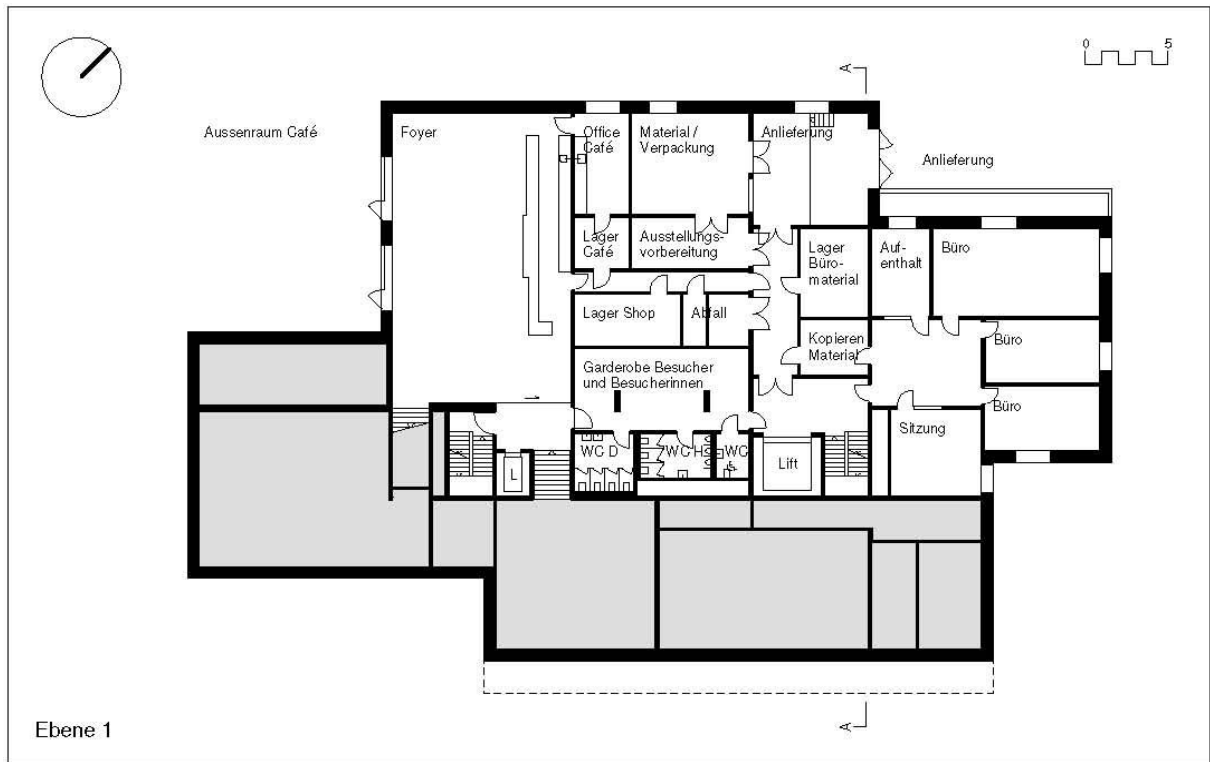 0 5
A
Aussenraum Café
Foyer
Office
Café
Material /
Verpackung
Anlieferung
Anlieferung
Lager
Café
Ausstellungs-
vorbereitung
Lager
Büro-
material
Auf-
enthalt
Büro
Lager Shop
Abfall
Kopieren
Material
Büro
Garderobe Besucher
und Besucherinnen
Büro
Sitzung
WC D
WC H
WC
Lift
L
A
Ebene 1